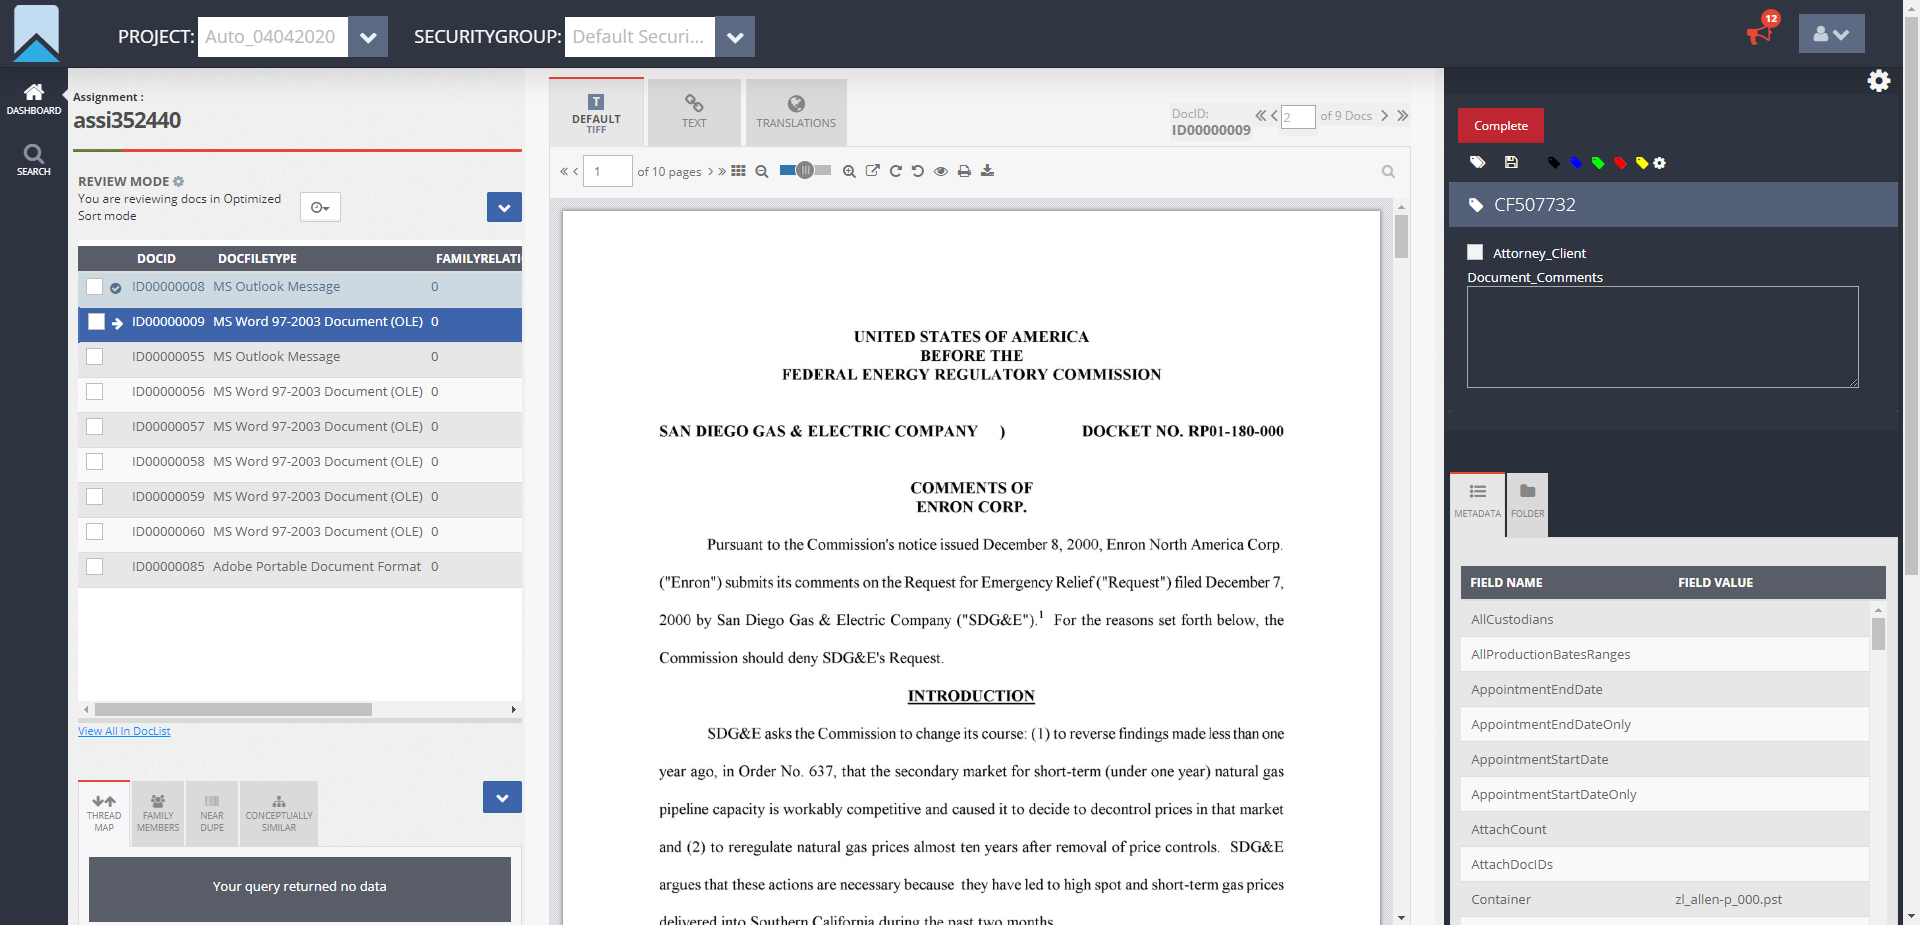 PROJECT: Auto_04042020 SECURITYGROUP: Default Securi...
12
DASHBOARD
SEARCH
Assignment :
assi352440
REVIEW MODE
You are reviewing docs in Optimized
Sort mode
DOCID DOCFILETYPE FAMILYRELATI
ID00000008 MS Outlook Message 0
ID00000009 MS Word 97-2003 Document (OLE) 0
ID00000055 MS Outlook Message 0
ID00000056 MS Word 97-2003 Document (OLE) 0
ID00000057 MS Word 97-2003 Document (OLE) 0
ID00000058 MS Word 97-2003 Document (OLE) 0
ID00000059 MS Word 97-2003 Document (OLE) 0
ID00000060 MS Word 97-2003 Document (OLE) 0
ID00000085 Adobe Portable Document Format 0
View All In DocList
THREAD
MAP
FAMILY
MEMBERS
NEAR
DUPE
CONCEPTUALLY
SIMILAR
Your query returned no data
T
DEFAULT
TIFF
TEXT
TRANSLATIONS
DocID:
ID00000009
2 of 9 Docs
1 of 10 pages
UNITED STATES OF AMERICA
BEFORE THE
FEDERAL ENERGY REGULATORY COMMISSION
SAN DIEGO GAS & ELECTRIC COMPANY ) DOCKET NO. RP01-180-000
COMMENTS OF
ENRON CORP.
Pursuant to the Commission's notice issued December 8, 2000, Enron North America Corp.
("Enron") submits its comments on the Request for Emergency Relief ("Request") filed December 7,
2000 by San Diego Gas & Electric Company ("SDG&E").1 For the reasons set forth below, the
Commission should deny SDG&E's Request.
INTRODUCTION
SDG&E asks the Commission to change its course: (1) to reverse findings made less than one
year ago, in Order No. 637, that the secondary market for short-term (under one year) natural gas
pipeline capacity is workably competitive and caused it to decide to decontrol prices in that market
and (2) to reregulate natural gas prices almost ten years after removal of price controls. SDG&E
argues that these actions are necessary because they have led to high spot and short-term gas prices
delivered into Southern California during the past two months.
Complete
CF507732
Attorney_Client
Document_Comments
METADATA
FOLDER
FIELD NAME FIELD VALUE
AllCustodians
AllProductionBatesRanges
AppointmentEndDate
AppointmentEndDateOnly
AppointmentStartDate
AppointmentStartDateOnly
AttachCount
AttachDocIDs
Container zl_allen-p_000.pst